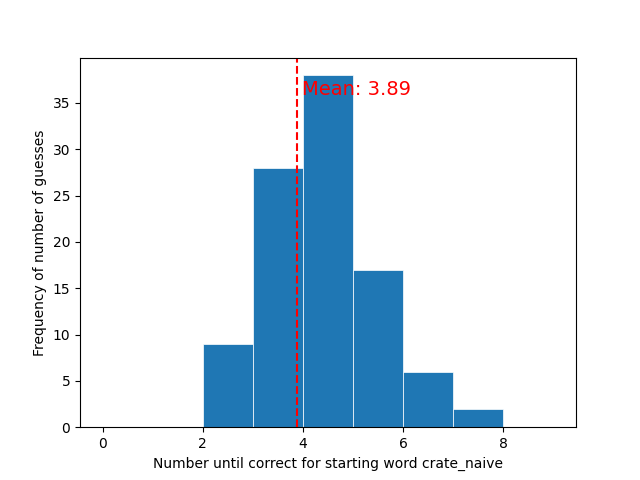 Mean: 3.89
35
30
25
20
15
10
5
0
Frequency of number of guesses
0 2 4 6 8
Number until correct for starting word crate_naive